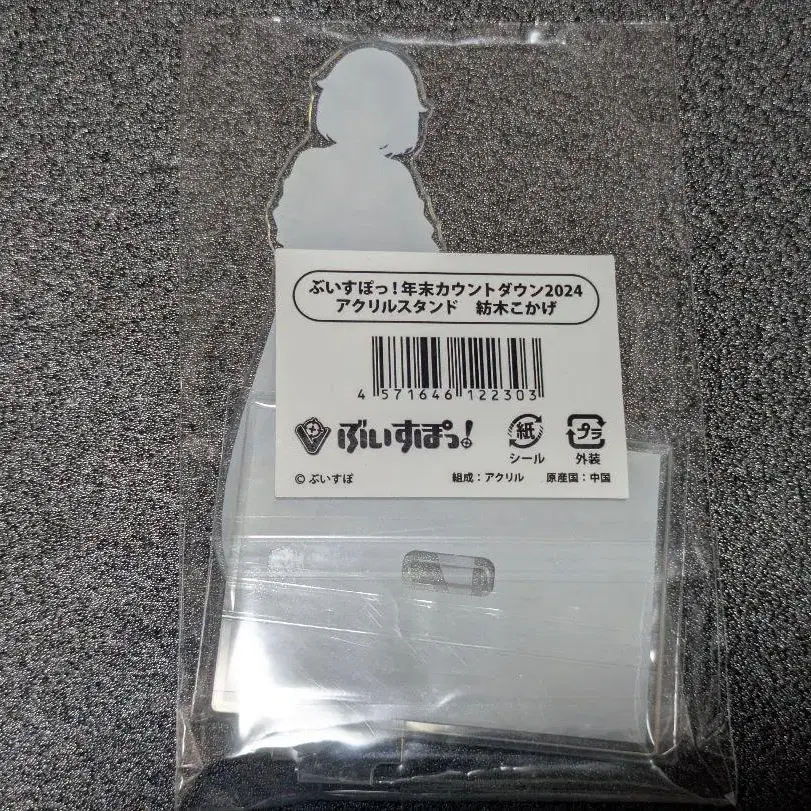 ぶいすぽっ！年末カウントダウン2024
アクリルスタンド　紡木こかげ
4 571646 122303
ぶいすぽっ！
紙
シール
プラ
外装
© ぶいすぽ
組成：アクリル　原産国：中国